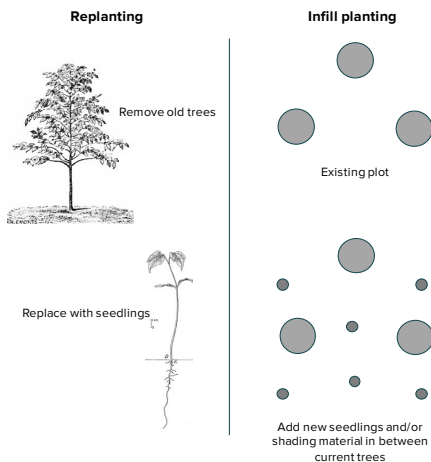 Replanting
Remove old trees
Replace with seedlings
Infill planting
Existing plot
Add new seedlings and/or
shading material in between
current trees